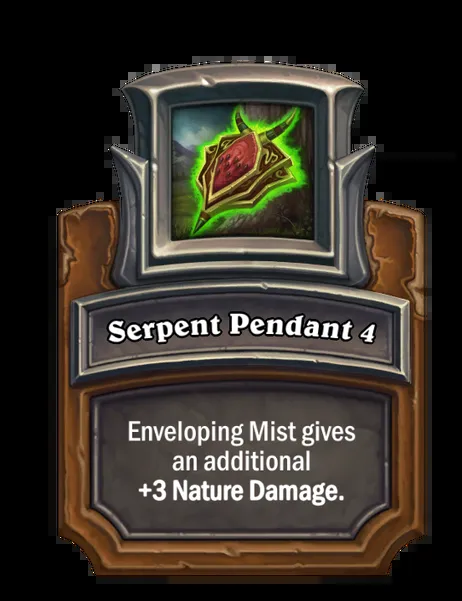 Serpent Pendant 4
Enveloping Mist gives
an additional
+3 Nature Damage.